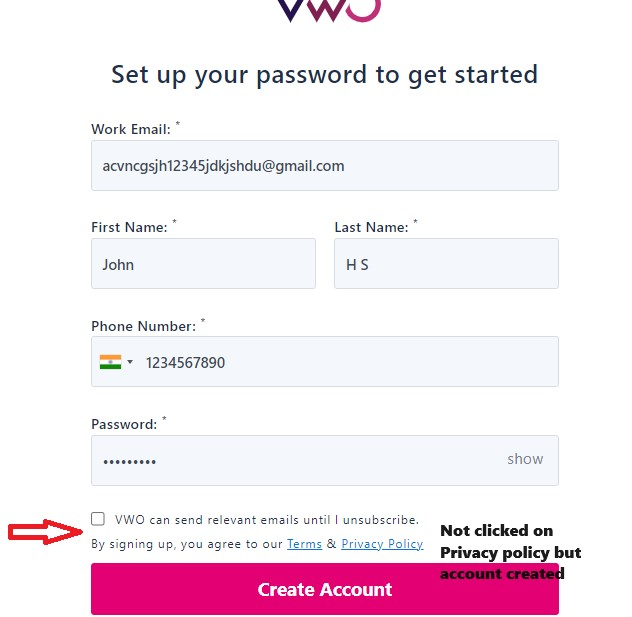 VWO
Set up your password to get started
Work Email: *
acvncgsjh12345jdkjshdu@gmail.com
First Name: * Last Name: *
John H S
Phone Number: *
1234567890
Password: *
••••••••• show
VWO can send relevant emails until I unsubscribe.
By signing up, you agree to our Terms & Privacy Policy
Not clicked on
Privacy policy but
account created
Create Account